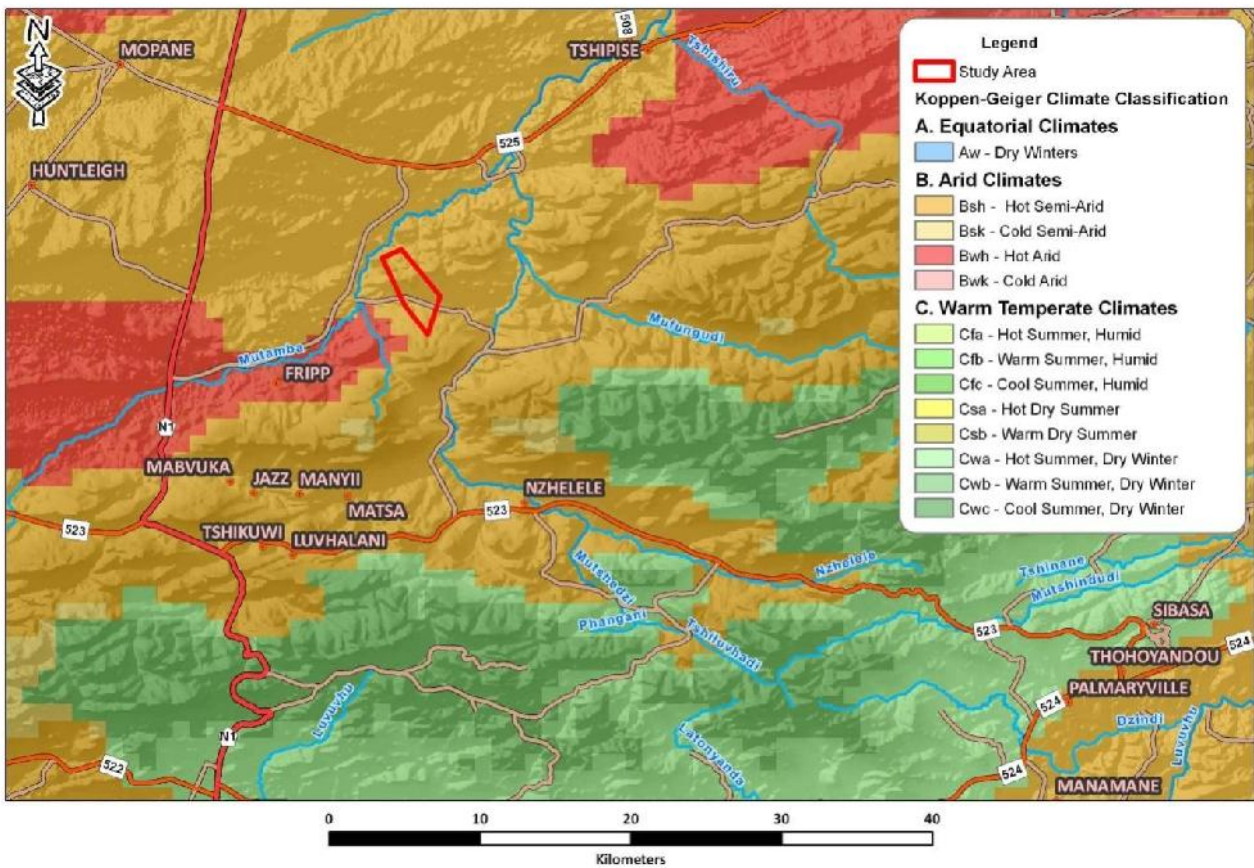 N
MOPANE
HUNTLEIGH
TSHIPISE
508
Tshishiru
525
Mutamba
FRIPP
N1
Mufungudi
MABVUKA
JAZZ
MANYII
MATSA
NZHELELE
523
523
TSHIKUWI
LUVHALANI
Mutshedzi
Nzhelele
Phangani
Tshiluvhadi
Tshinane
Mutshindudi
523
SIBASA
524
THOHOYANDOU
PALMARYVILLE
524
Dzindi
Luvuvhu
Luvuvhu
Latonyanda
N1
522
524
MANAMANE
Legend
Study Area
Koppen-Geiger Climate Classification
A. Equatorial Climates
Aw - Dry Winters
B. Arid Climates
Bsh - Hot Semi-Arid
Bsk - Cold Semi-Arid
Bwh - Hot Arid
Bwk - Cold Arid
C. Warm Temperate Climates
Cfa - Hot Summer, Humid
Cfb - Warm Summer, Humid
Cfc - Cool Summer, Humid
Csa - Hot Dry Summer
Csb - Warm Dry Summer
Cwa - Hot Summer, Dry Winter
Cwb - Warm Summer, Dry Winter
Cwc - Cool Summer, Dry Winter
0 10 20 30 40
Kilometers